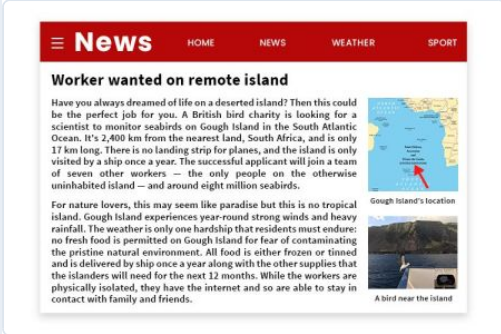 News
HOME
NEWS
WEATHER
SPORT
Worker wanted on remote island
Have you always dreamed of life on a deserted island? Then this could
be the perfect job for you. A British bird charity is looking for a
scientist to monitor seabirds on Gough Island in the South Atlantic
Ocean. It's 2,400 km from the nearest land, South Africa, and is only
17 km long. There is no landing strip for planes, and the island is only
visited by a ship once a year. The successful applicant will join a team
of seven other workers — the only people on the otherwise
uninhabited island — and around eight million seabirds.
For nature lovers, this may seem like paradise but this is no tropical
island. Gough Island experiences year-round strong winds and heavy
rainfall. The weather is only one hardship that residents must endure:
no fresh food is permitted on Gough Island for fear of contaminating
the pristine natural environment. All food is either frozen or tinned
and is delivered by ship once a year along with the other supplies that
the islanders will need for the next 12 months. While the workers are
physically isolated, they have the internet and so are able to stay in
contact with family and friends.
Gough Island's location
A bird near the island